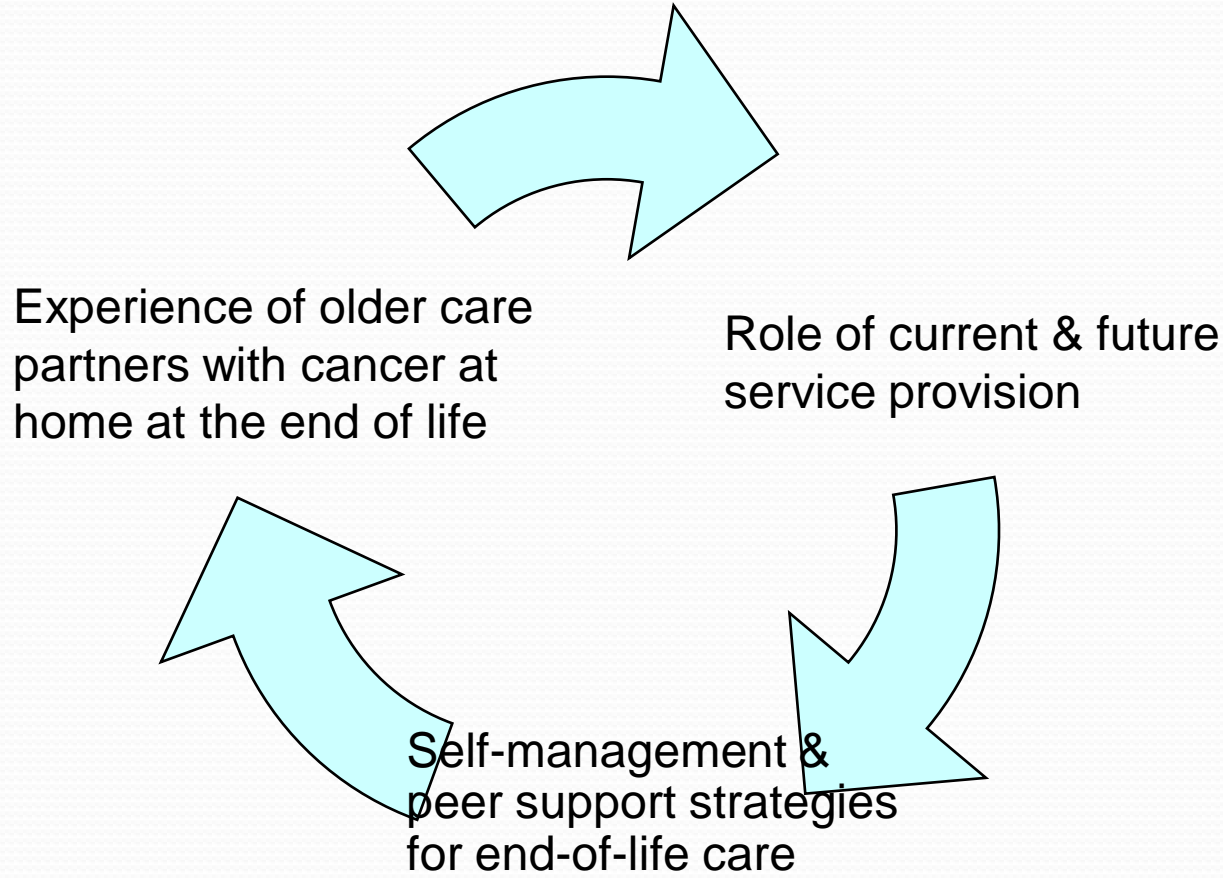 Experience of older care
partners with cancer at
home at the end of life
Role of current & future
service provision
Self-management &
peer support strategies
for end-of-life care